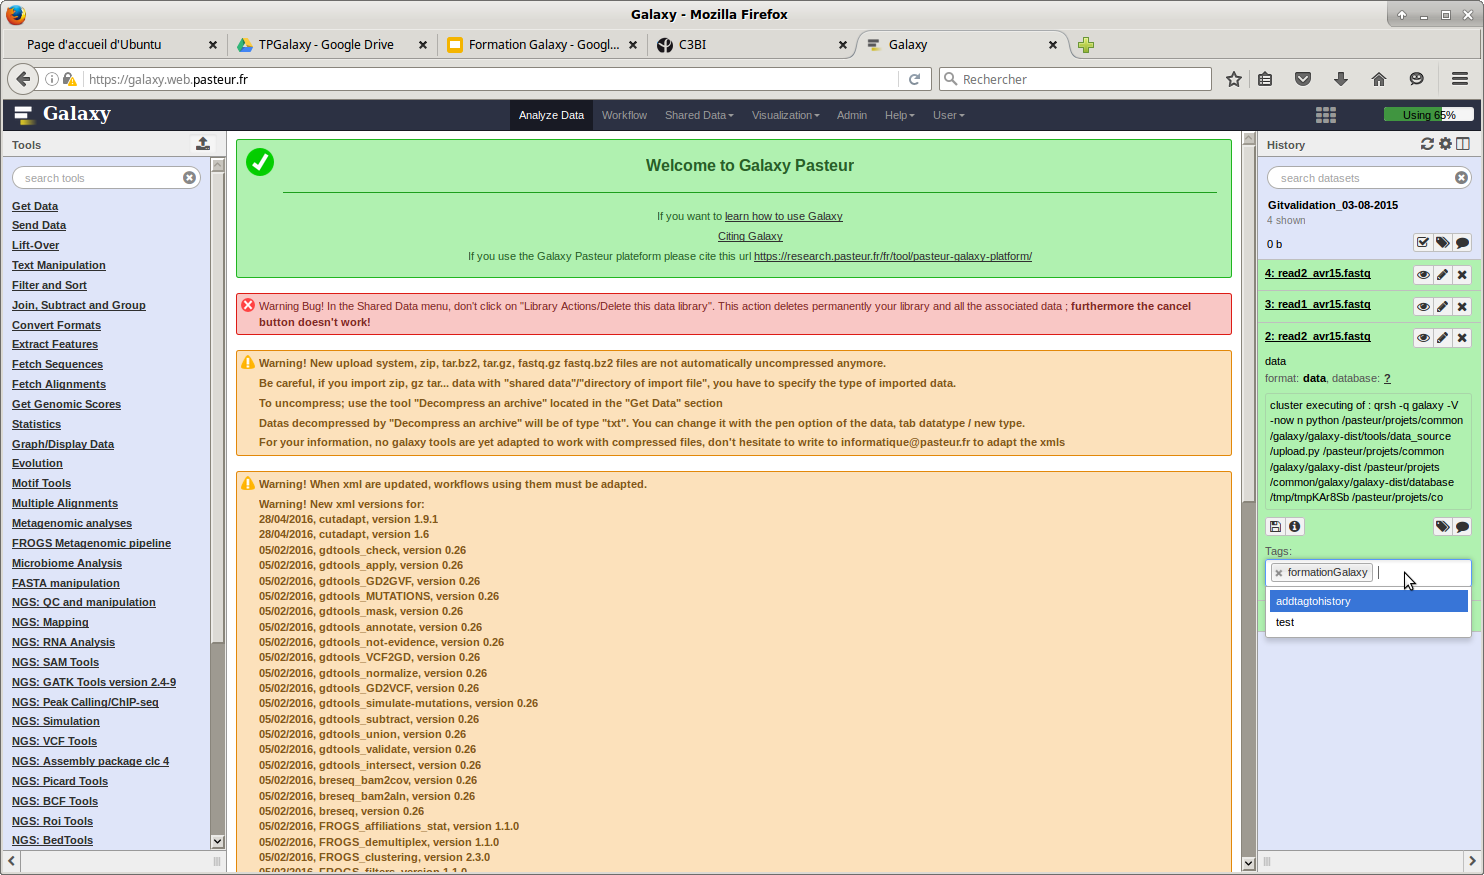 Galaxy - Mozilla Firefox
Page d'accueil d'Ubuntu
TPGalaxy - Google Drive
Formation Galaxy - Googl...
C3BI
Galaxy
https://galaxy.web.pasteur.fr
Rechercher
Galaxy
Analyze Data
Workflow
Shared Data
Visualization
Admin
Help
User
Using 65%
Tools
search tools
Get Data
Send Data
Lift-Over
Text Manipulation
Filter and Sort
Join, Subtract and Group
Convert Formats
Extract Features
Fetch Sequences
Fetch Alignments
Get Genomic Scores
Statistics
Graph/Display Data
Evolution
Motif Tools
Multiple Alignments
Metagenomic analyses
FROGS Metagenomic pipeline
Microbiome Analysis
FASTA manipulation
NGS: QC and manipulation
NGS: Mapping
NGS: RNA Analysis
NGS: SAM Tools
NGS: GATK Tools version 2.4-9
NGS: Peak Calling/ChIP-seq
NGS: Simulation
NGS: VCF Tools
NGS: Assembly package clc 4
NGS: Picard Tools
NGS: BCF Tools
NGS: Roi Tools
NGS: BedTools
Welcome to Galaxy Pasteur
If you want to learn how to use Galaxy
Citing Galaxy
If you use the Galaxy Pasteur plateform please cite this url https://research.pasteur.fr/fr/tool/pasteur-galaxy-platform/
Warning Bug! In the Shared Data menu, don't click on "Library Actions/Delete this data library". This action deletes permanently your library and all the associated data ; furthermore the cancel
button doesn't work!
Warning! New upload system, zip, tar.bz2, tar.gz, fastq.gz fastq.bz2 files are not automatically uncompressed anymore.
Be careful, if you import zip, gz tar... data with "shared data"/"directory of import file", you have to specify the type of imported data.
To uncompress; use the tool "Decompress an archive" located in the "Get Data" section
Datas decompressed by "Decompress an archive" will be of type "txt". You can change it with the pen option of the data, tab datatype / new type.
For your information, no galaxy tools are yet adapted to work with compressed files, don't hesitate to write to informatique@pasteur.fr to adapt the xmls
Warning! When xml are updated, workflows using them must be adapted.
Warning! New xml versions for:
28/04/2016, cutadapt, version 1.9.1
28/04/2016, cutadapt, version 1.6
05/02/2016, gdtools_check, version 0.26
05/02/2016, gdtools_apply, version 0.26
05/02/2016, gdtools_GD2GVF, version 0.26
05/02/2016, gdtools_MUTATIONS, version 0.26
05/02/2016, gdtools_mask, version 0.26
05/02/2016, gdtools_annotate, version 0.26
05/02/2016, gdtools_not-evidence, version 0.26
05/02/2016, gdtools_VCF2GD, version 0.26
05/02/2016, gdtools_normalize, version 0.26
05/02/2016, gdtools_GD2VCF, version 0.26
05/02/2016, gdtools_simulate-mutations, version 0.26
05/02/2016, gdtools_subtract, version 0.26
05/02/2016, gdtools_union, version 0.26
05/02/2016, gdtools_validate, version 0.26
05/02/2016, gdtools_intersect, version 0.26
05/02/2016, breseq_bam2cov, version 0.26
05/02/2016, breseq_bam2aln, version 0.26
05/02/2016, breseq, version 0.26
05/02/2016, FROGS_affiliations_stat, version 1.1.0
05/02/2016, FROGS_demultiplex, version 1.1.0
05/02/2016, FROGS_clustering, version 2.3.0
05/02/2016, FROGS_filters, version 1.1.0
History
search datasets
Gitvalidation_03-08-2015
4 shown
0 b
4: read2_avr15.fastq
3: read1_avr15.fastq
2: read2_avr15.fastq
data
format: data, database: ?
cluster executing of : qrsh -q galaxy -V
-now n python /pasteur/projets/common
/galaxy/galaxy-dist/tools/data_source
/upload.py /pasteur/projets/common
/galaxy/galaxy-dist /pasteur/projets
/common/galaxy/galaxy-dist/database
/tmp/tmpKAr8Sb /pasteur/projets/co
Tags:
formationGalaxy
addtagtohistory
test